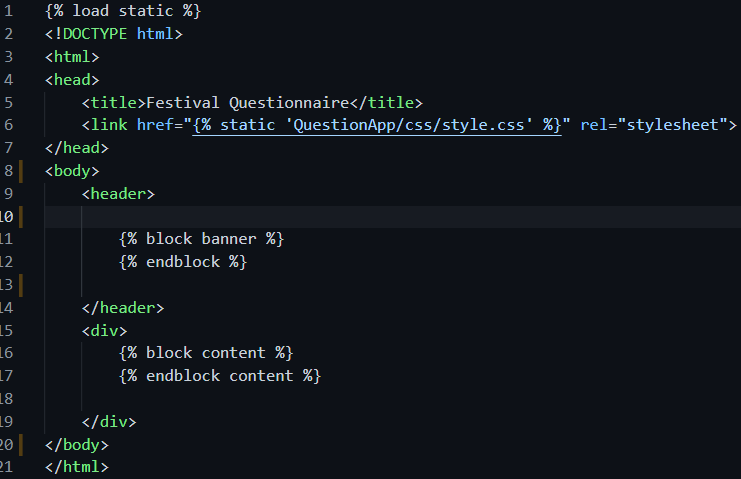 1 {% load static %}
2 <!DOCTYPE html>
3 <html>
4 <head>
5 <title>Festival Questionnaire</title>
6 <link href="{% static 'QuestionApp/css/style.css' %}" rel="stylesheet">
7 </head>
8 <body>
9 <header>
10
11 {% block banner %}
12 {% endblock %}
13
14 </header>
15 <div>
16 {% block content %}
17 {% endblock content %}
18
19 </div>
20 </body>
21 </html>